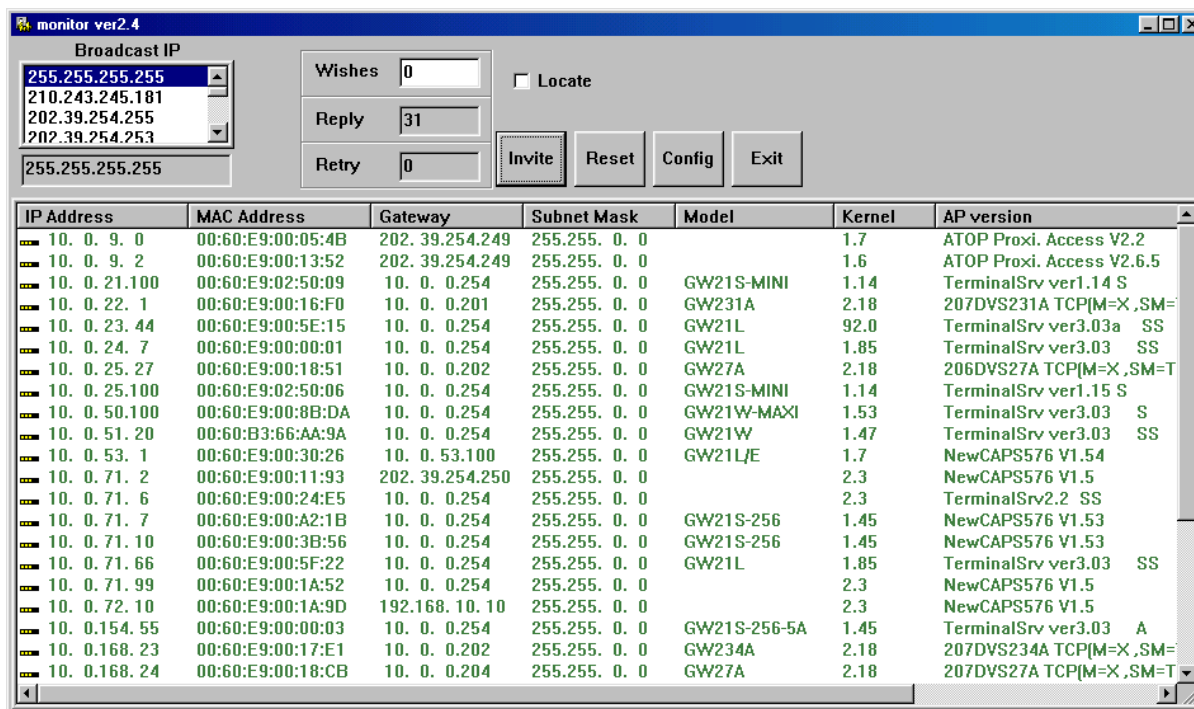 monitor ver2.4
Broadcast IP
255.255.255.255
210.243.245.181
202.39.254.255
202.39.254.253
255.255.255.255
Wishes 0
Reply 31
Retry 0
Locate
Invite Reset Config Exit
IP Address MAC Address Gateway Subnet Mask Model Kernel AP version
10. 0. 9. 0 00:60:E9:00:05:4B 202. 39.254.249 255.255. 0. 0 1.7 ATOP Proxi. Access V2.2
10. 0. 9. 2 00:60:E9:00:13:52 202. 39.254.249 255.255. 0. 0 1.6 ATOP Proxi. Access V2.6.5
10. 0. 21.100 00:60:E9:02:50:09 10. 0. 0.254 255.255. 0. 0 GW21S-MINI 1.14 TerminalSrv ver1.14 S
10. 0. 22. 1 00:60:E9:00:16:F0 10. 0. 0.201 255.255. 0. 0 GW231A 2.18 207DVS231A TCP(M=X ,SM=
10. 0. 23. 44 00:60:E9:00:5E:15 10. 0. 0.254 255.255. 0. 0 GW21L 92.0 TerminalSrv ver3.03a SS
10. 0. 24. 7 00:60:E9:00:00:01 10. 0. 0.254 255.255. 0. 0 GW21L 1.85 TerminalSrv ver3.03 SS
10. 0. 25. 27 00:60:E9:00:18:51 10. 0. 0.202 255.255. 0. 0 GW27A 2.18 206DVS27A TCP(M=X ,SM=T
10. 0. 25.100 00:60:E9:02:50:06 10. 0. 0.254 255.255. 0. 0 GW21S-MINI 1.14 TerminalSrv ver1.15 S
10. 0. 50.100 00:60:E9:00:8B:DA 10. 0. 0.254 255.255. 0. 0 GW21W-MAXI 1.53 TerminalSrv ver3.03 S
10. 0. 51. 20 00:60:B3:66:AA:9A 10. 0. 0.254 255.255. 0. 0 GW21W 1.47 TerminalSrv ver3.03 SS
10. 0. 53. 1 00:60:E9:00:30:26 10. 0. 53.100 255.255. 0. 0 GW21L/E 1.7 NewCAPS576 V1.54
10. 0. 71. 2 00:60:E9:00:11:93 202. 39.254.250 255.255. 0. 0 2.3 NewCAPS576 V1.5
10. 0. 71. 6 00:60:E9:00:24:E5 10. 0. 0.254 255.255. 0. 0 2.3 TerminalSrv2.2 SS
10. 0. 71. 7 00:60:E9:00:A2:1B 10. 0. 0.254 255.255. 0. 0 GW21S-256 1.45 NewCAPS576 V1.53
10. 0. 71. 10 00:60:E9:00:3B:56 10. 0. 0.254 255.255. 0. 0 GW21S-256 1.45 NewCAPS576 V1.53
10. 0. 71. 66 00:60:E9:00:5F:22 10. 0. 0.254 255.255. 0. 0 GW21L 1.85 TerminalSrv ver3.03 SS
10. 0. 71. 99 00:60:E9:00:1A:52 10. 0. 0.254 255.255. 0. 0 2.3 NewCAPS576 V1.5
10. 0. 72. 10 00:60:E9:00:1A:9D 192.168. 10. 10 255.255. 0. 0 2.3 NewCAPS576 V1.5
10. 0.154. 55 00:60:E9:00:00:03 10. 0. 0.254 255.255. 0. 0 GW21S-256-5A 1.45 TerminalSrv ver3.03 A
10. 0.168. 23 00:60:E9:00:17:E1 10. 0. 0.202 255.255. 0. 0 GW234A 2.18 207DVS234A TCP(M=X ,SM=
10. 0.168. 24 00:60:E9:00:18:CB 10. 0. 0.204 255.255. 0. 0 GW27A 2.18 207DVS27A TCP(M=X ,SM=T